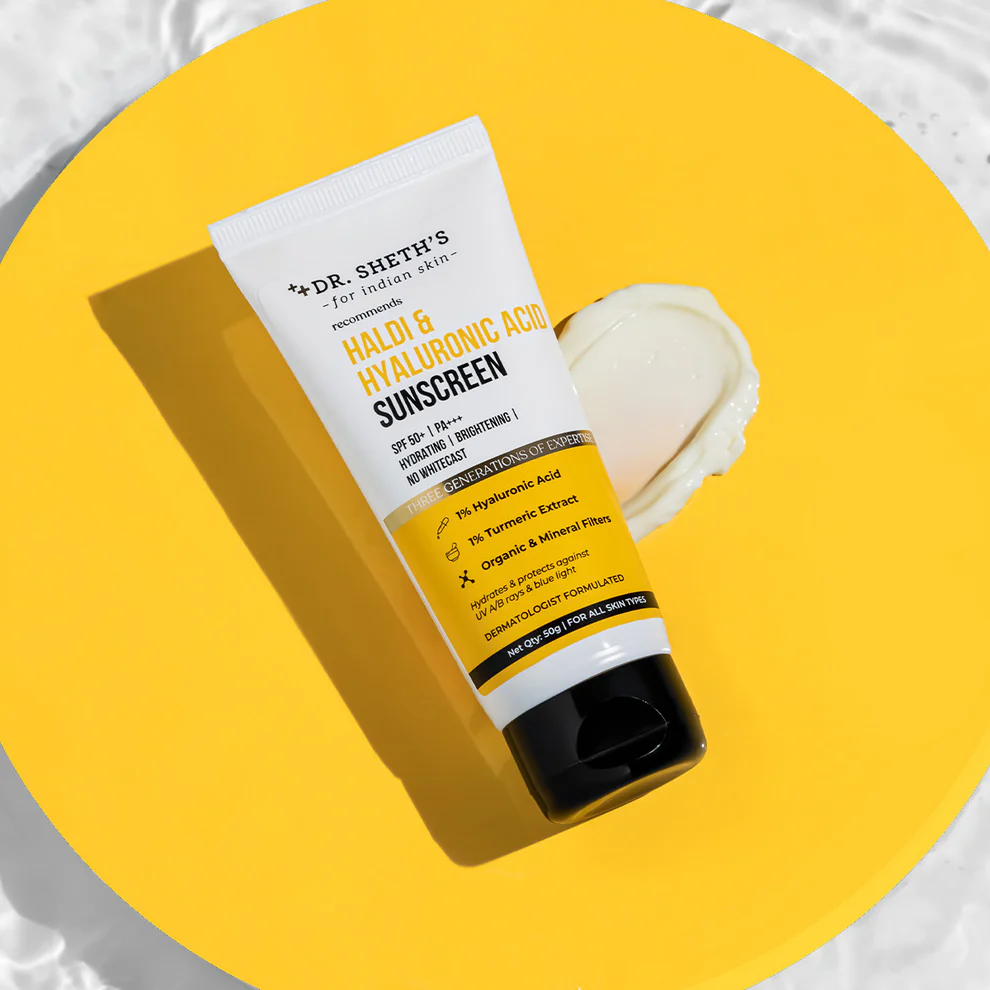 DR. SHETH'S
-for indian skin-
recommends
HALDI &
HYALURONIC ACID
SUNSCREEN
SPF 50+ | PA+++
HYDRATING | BRIGHTENING |
NO WHITECAST
THREE GENERATIONS OF EXPERTISE
1% Hyaluronic Acid
1% Turmeric Extract
Organic & Mineral Filters
Hydrates & protects against
UV A/B rays & blue light
DERMATOLOGIST FORMULATED
Net Qty: 50g | FOR ALL SKIN TYPES